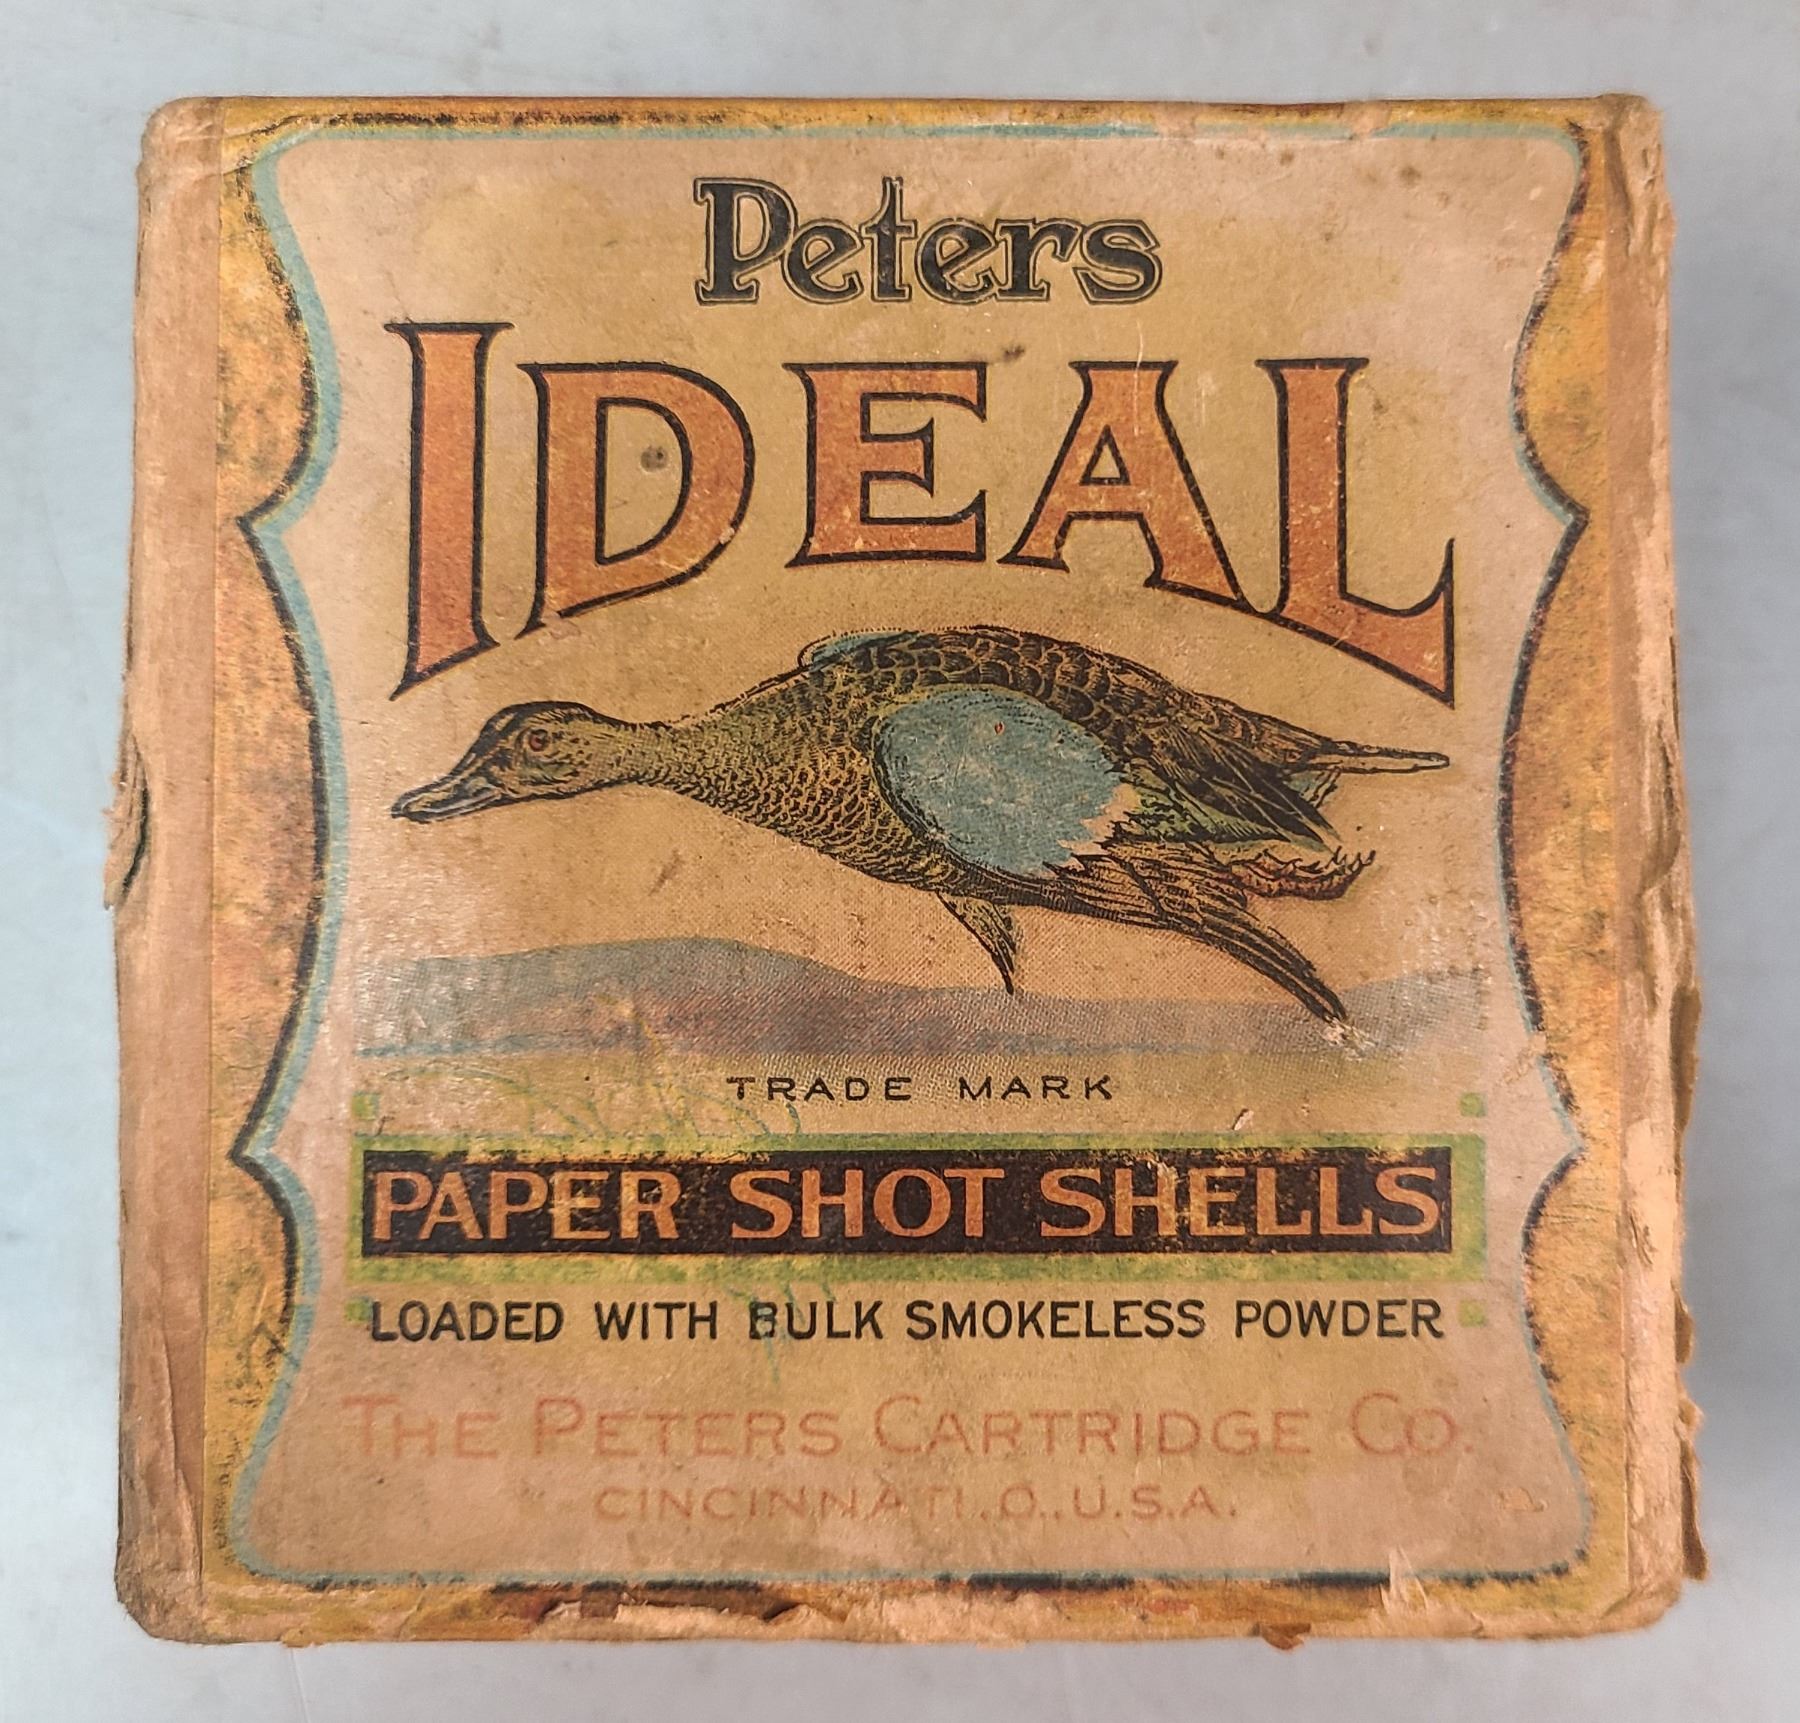 Peters
IDEAL
TRADE MARK
PAPER SHOT SHELLS
LOADED WITH BULK SMOKELESS POWDER
THE PETERS CARTRIDGE CO.
CINCINNATI.O.,U.S.A.